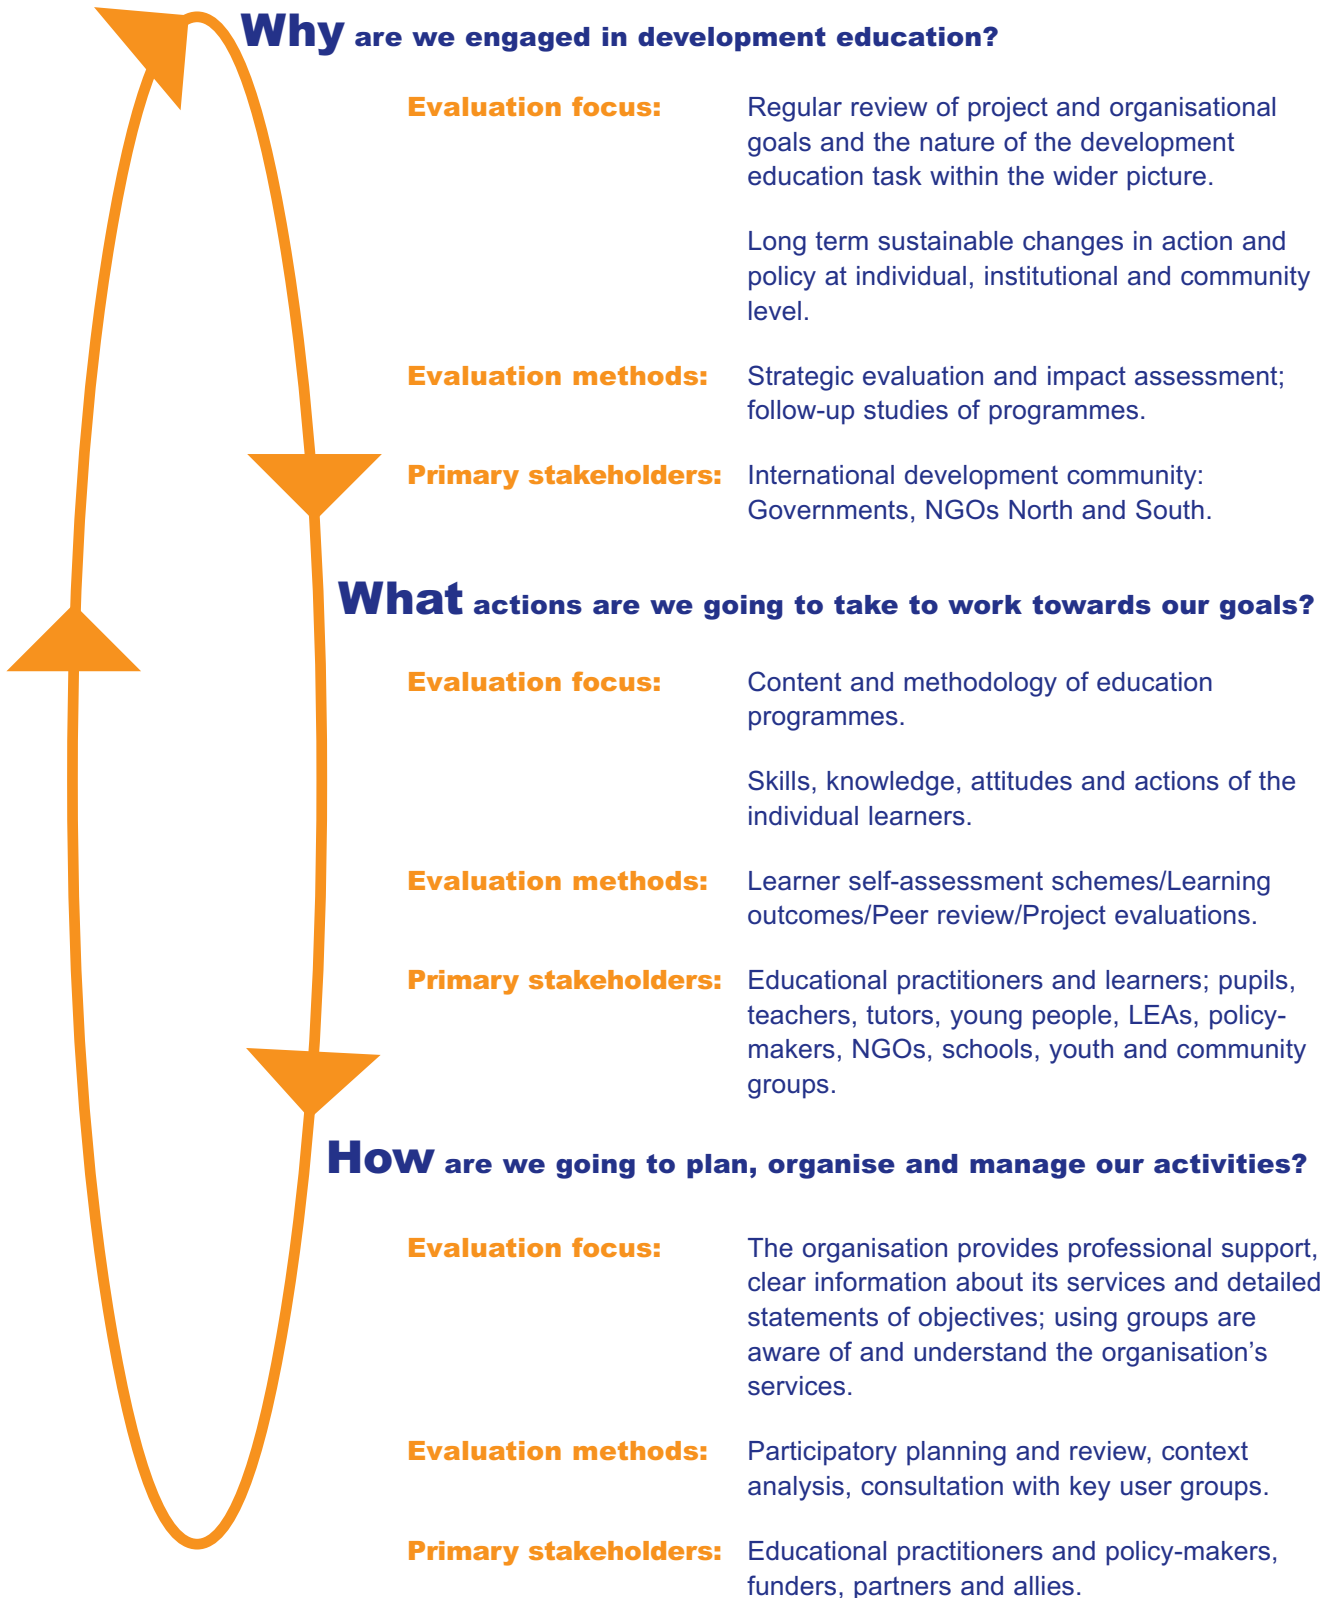 Why are we engaged in development education?
Evaluation focus: Regular review of project and organisational
goals and the nature of the development
education task within the wider picture.
Long term sustainable changes in action and
policy at individual, institutional and community
level.
Evaluation methods: Strategic evaluation and impact assessment;
follow-up studies of programmes.
Primary stakeholders: International development community:
Governments, NGOs North and South.
What actions are we going to take to work towards our goals?
Evaluation focus: Content and methodology of education
programmes.
Skills, knowledge, attitudes and actions of the
individual learners.
Evaluation methods: Learner self-assessment schemes/Learning
outcomes/Peer review/Project evaluations.
Primary stakeholders: Educational practitioners and learners; pupils,
teachers, tutors, young people, LEAs, policy-
makers, NGOs, schools, youth and community
groups.
How are we going to plan, organise and manage our activities?
Evaluation focus: The organisation provides professional support,
clear information about its services and detailed
statements of objectives; using groups are
aware of and understand the organisation’s
services.
Evaluation methods: Participatory planning and review, context
analysis, consultation with key user groups.
Primary stakeholders: Educational practitioners and policy-makers,
funders, partners and allies.